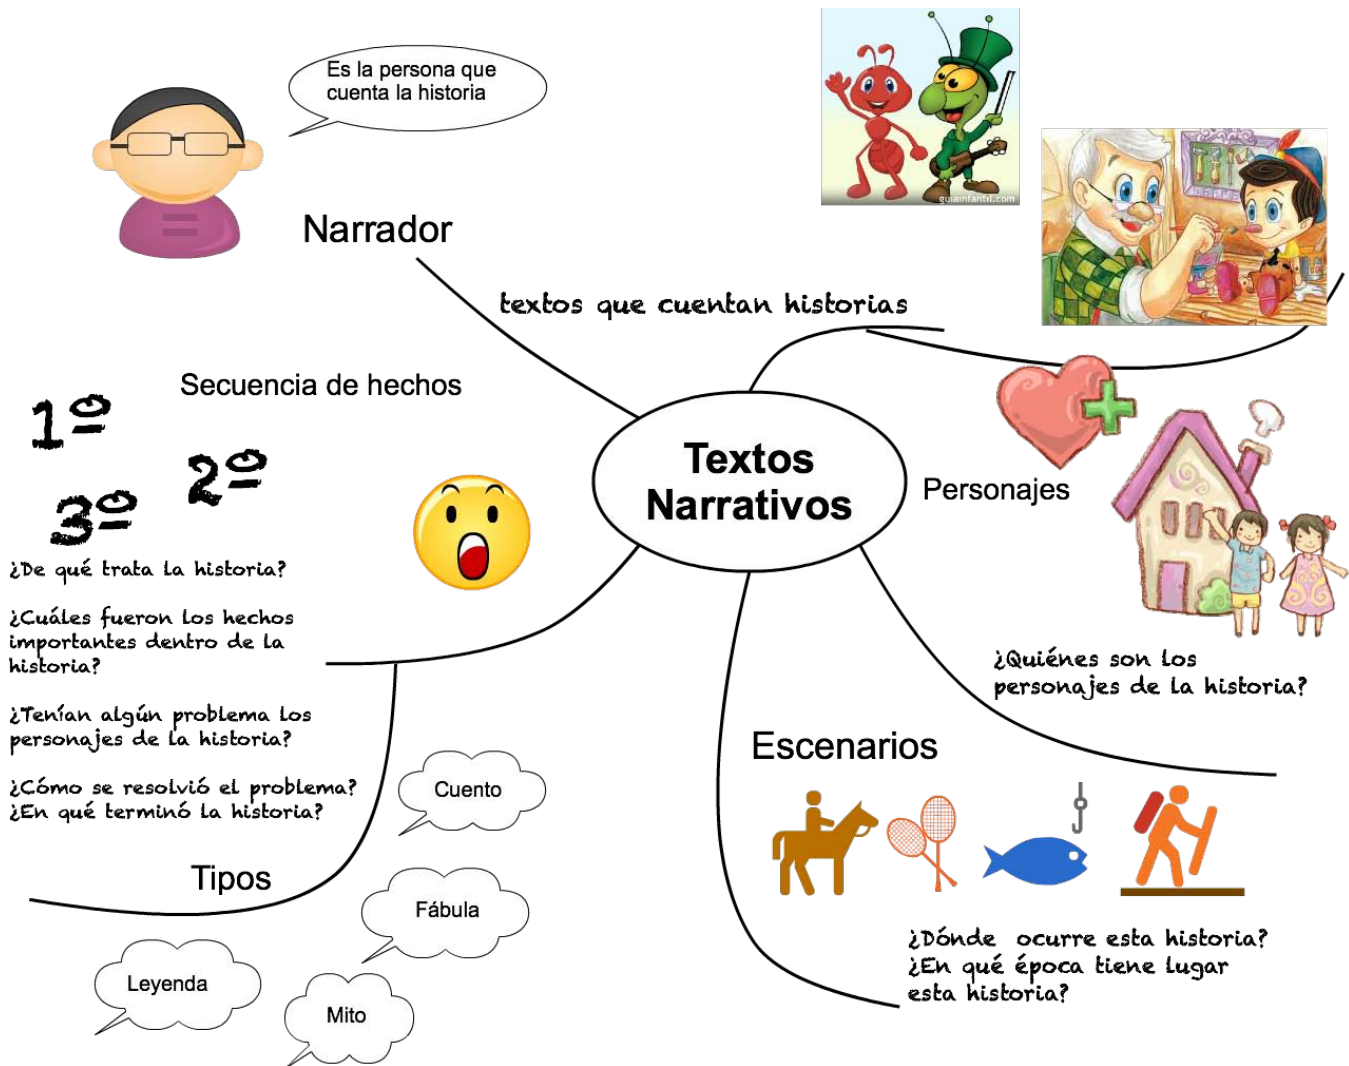 Es la persona que
cuenta la historia
guiainfantil.com
Narrador
textos que cuentan historias
Secuencia de hechos
1º
2º
3º
Textos
Narrativos
Personajes
¿De qué trata la historia?
¿Cuáles fueron los hechos
importantes dentro de la
historia?
¿Tenían algún problema los
personajes de la historia?
¿Cómo se resolvió el problema?
¿En qué terminó la historia?
¿Quiénes son los
personajes de la historia?
Escenarios
¿Dónde  ocurre esta historia?
¿En qué época tiene lugar
esta historia?
Tipos
Cuento
Fábula
Leyenda
Mito